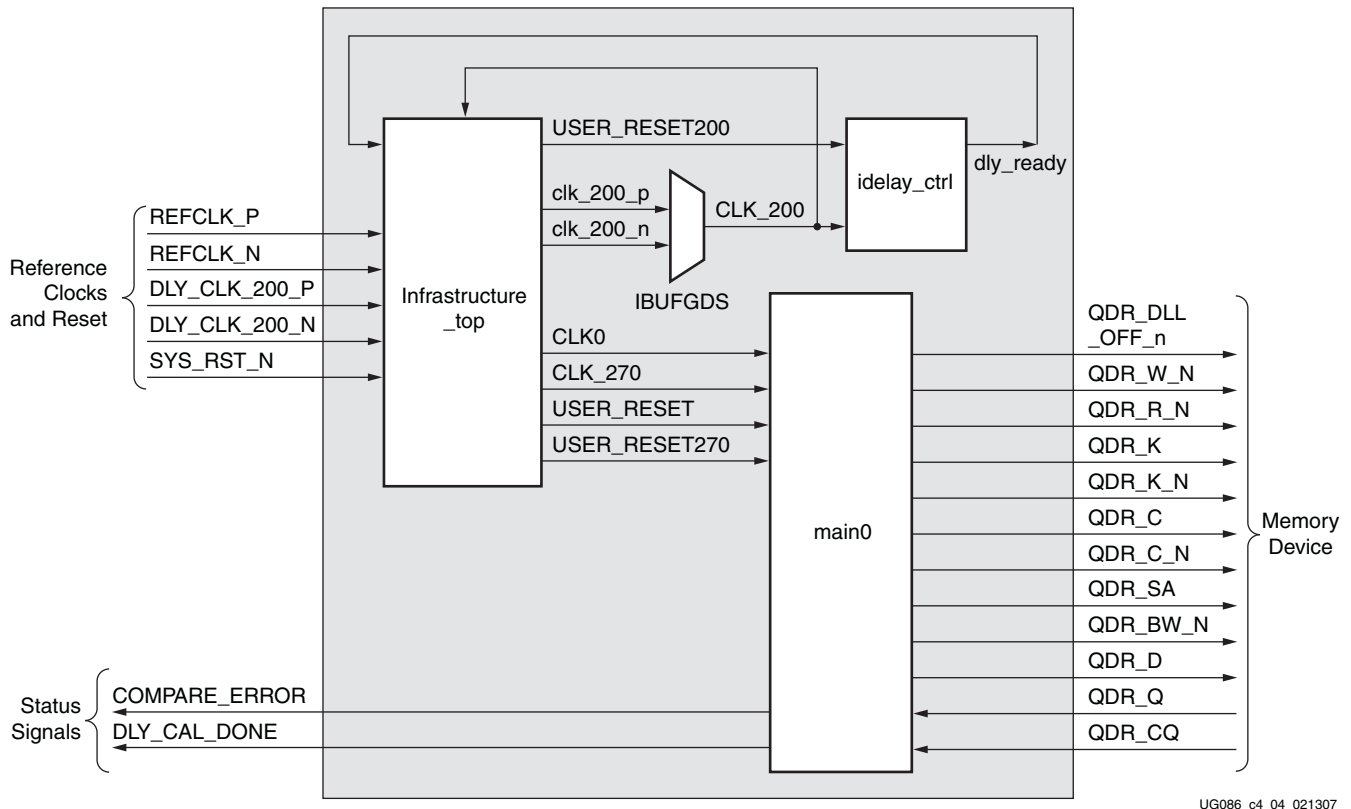 USER_RESET200
dly_ready
idelay_ctrl
clk_200_p
CLK_200
clk_200_n
IBUFGDS
Reference
Clocks
and Reset
REFCLK_P
REFCLK_N
DLY_CLK_200_P
DLY_CLK_200_N
SYS_RST_N
Infrastructure
_top
CLK0
CLK_270
USER_RESET
USER_RESET270
main0
QDR_DLL
_OFF_n
QDR_W_N
QDR_R_N
QDR_K
QDR_K_N
QDR_C
QDR_C_N
QDR_SA
QDR_BW_N
QDR_D
QDR_Q
QDR_CQ
Memory
Device
Status
Signals
COMPARE_ERROR
DLY_CAL_DONE
UG086_c4_04_021307